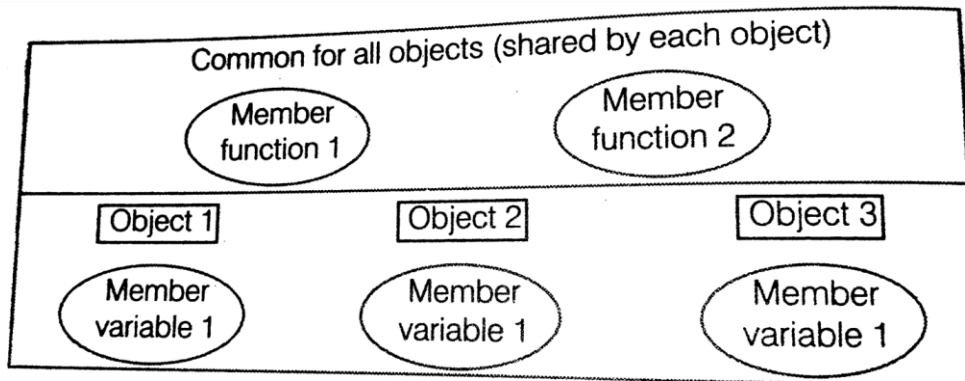 Common for all objects (shared by each object)
Member
function 1
Member
function 2
Object 1
Object 2
Object 3
Member
variable 1
Member
variable 1
Member
variable 1